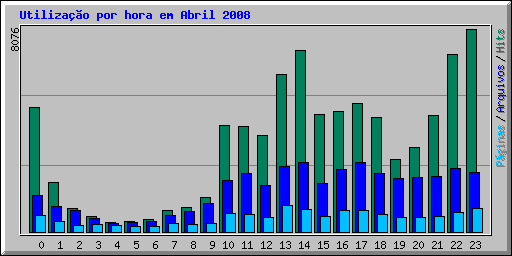 Utilização por hora em Abril 2008
8076
Páginas / Arquivos / Hits
0 1 2 3 4 5 6 7 8 9 10 11 12 13 14 15 16 17 18 19 20 21 22 23